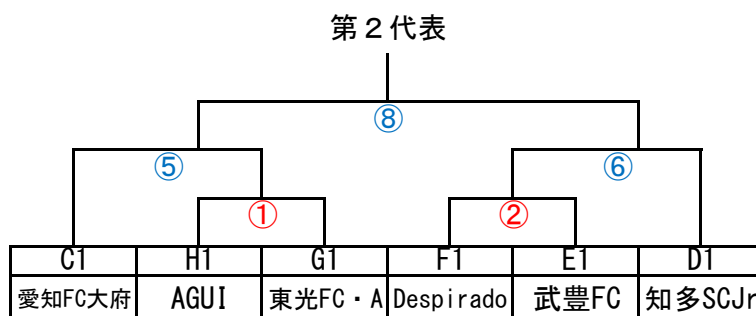 第２代表
⑧
⑤ ⑥
① ②
C1 H1 G1 F1 E1 D1
愛知FC大府 AGUI 東光FC・A Despirado 武豊FC 知多SCJr